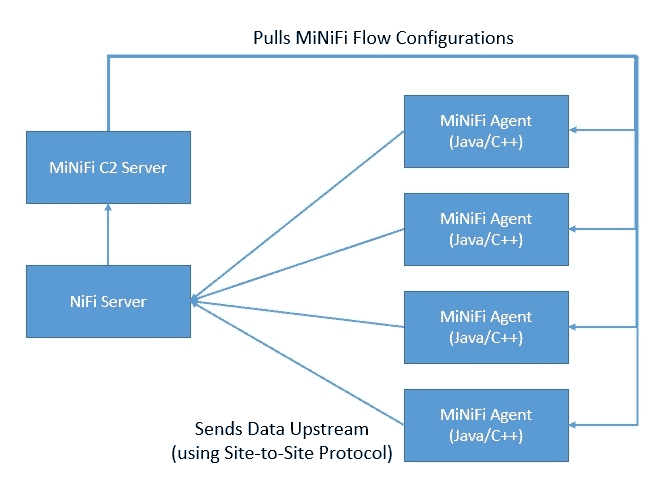 Pulls MiNiFi Flow Configurations
MiNiFi C2 Server
NiFi Server
MiNiFi Agent
(Java/C++)
MiNiFi Agent
(Java/C++)
MiNiFi Agent
(Java/C++)
MiNiFi Agent
(Java/C++)
Sends Data Upstream
(using Site-to-Site Protocol)